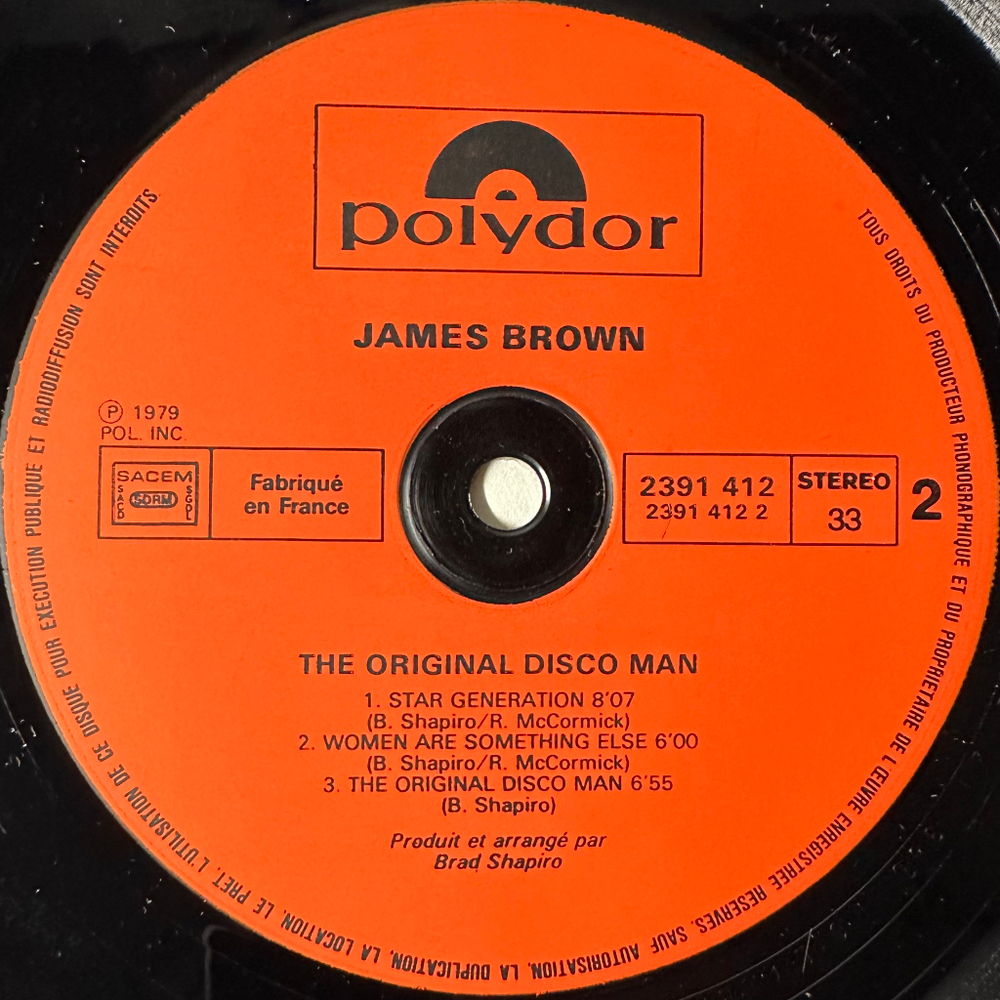 polydor
JAMES BROWN
℗ 1979
POL. INC.
SACEM
SACD
SDRM
SGDL
Fabriqué
en France
2391 412
2391 412 2
STEREO
33
2
THE ORIGINAL DISCO MAN
1. STAR GENERATION 8'07
(B. Shapiro/R. McCormick)
2. WOMEN ARE SOMETHING ELSE 6'00
(B. Shapiro/R. McCormick)
3. THE ORIGINAL DISCO MAN 6'55
(B. Shapiro)
Produit et arrangé par
Brad Shapiro
TOUS DROITS DU PRODUCTEUR PHONOGRAPHIQUE ET DU PROPRIETAIRE DE L'ŒUVRE ENREGISTREE RESERVES. SAUF AUTORISATION, LA DUPLICATION, LA LOCATION, LE PRET, L'UTILISATION DE CE DISQUE POUR EXECUTION PUBLIQUE ET RADIODIFFUSION SONT INTERDITS